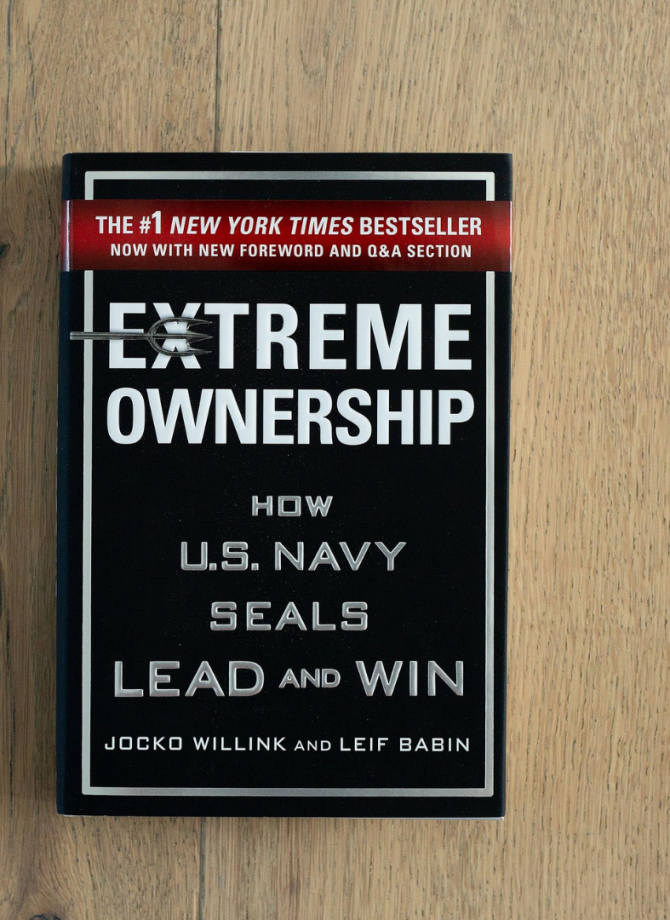 THE #1 NEW YORK TIMES BESTSELLER
NOW WITH NEW FOREWORD AND Q&A SECTION
EXTREME
OWNERSHIP
HOW
U.S. NAVY
SEALS
LEAD AND WIN
JOCKO WILLINK AND LEIF BABIN